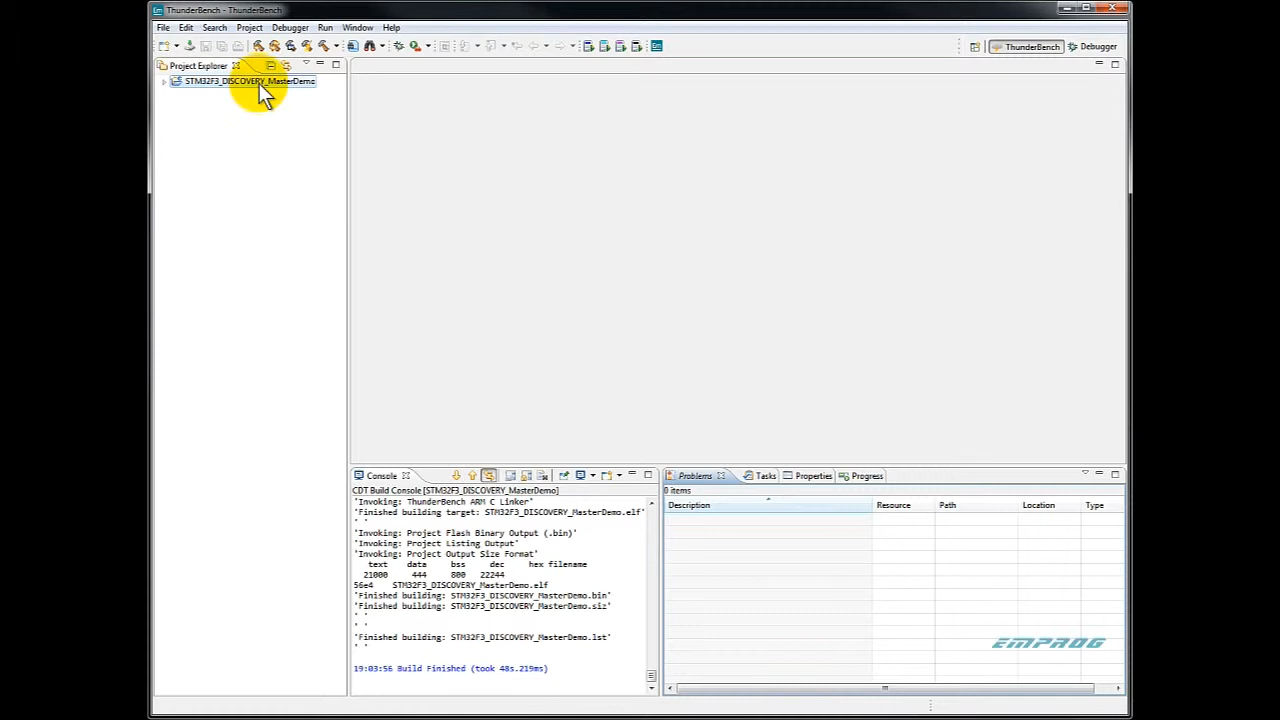 ThunderBench - ThunderBench
File Edit Search Project Debugger Run Window Help
ThunderBench Debugger
Project Explorer
STM32F3_DISCOVERY_MasterDemo
Console
CDT Build Console [STM32F3_DISCOVERY_MasterDemo]
'Invoking: ThunderBench ARM C Linker'
'Finished building target: STM32F3_DISCOVERY_MasterDemo.elf'
' '
'Invoking: Project Flash Binary Output (.bin)'
'Invoking: Project Listing Output'
'Invoking: Project Output Size Format'
text data bss dec hex filename
21000 444 800 22244
56e4 STM32F3_DISCOVERY_MasterDemo.elf
'Finished building: STM32F3_DISCOVERY_MasterDemo.bin'
'Finished building: STM32F3_DISCOVERY_MasterDemo.siz'
' '
' '
'Finished building: STM32F3_DISCOVERY_MasterDemo.lst'
' '
19:03:56 Build Finished (took 48s.219ms)
Problems Tasks Properties Progress
0 items
Description Resource Path Location Type
EMPROG